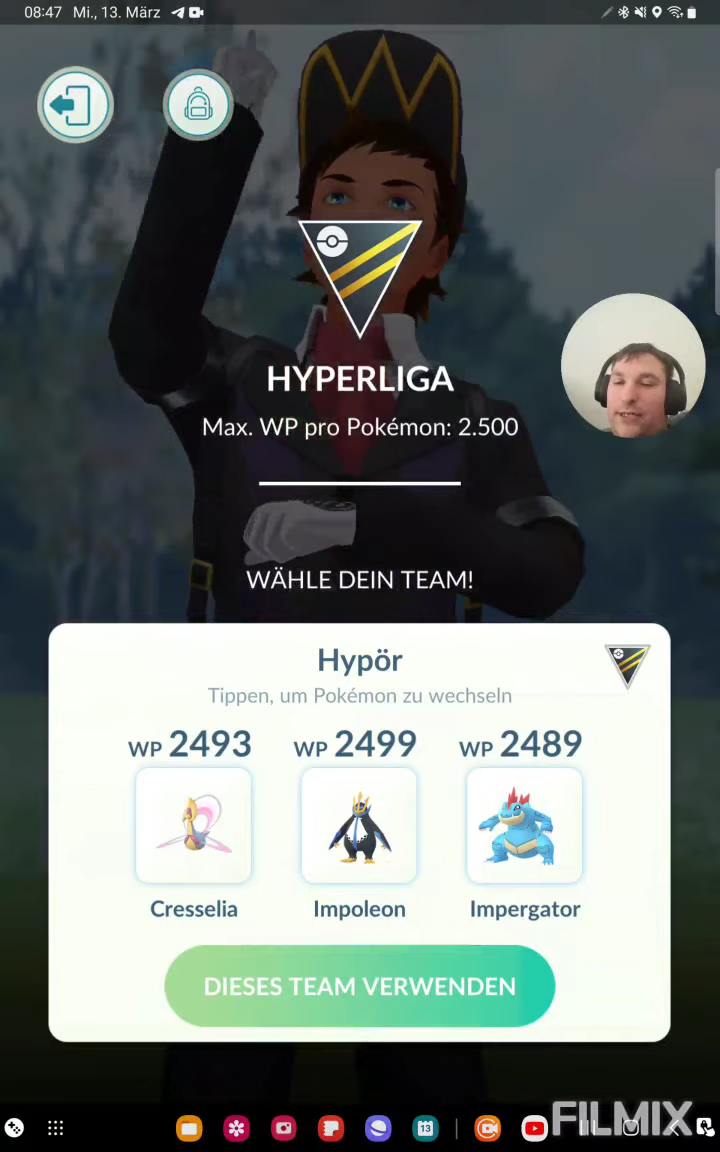 08:47 Mi., 13. März
HYPERLIGA
Max. WP pro Pokémon: 2.500
WÄHLE DEIN TEAM!
Hypör
Tippen, um Pokémon zu wechseln
WP 2493 WP 2499 WP 2489
Cresselia Impoleon Impergator
DIESES TEAM VERWENDEN
13
FILMIX.